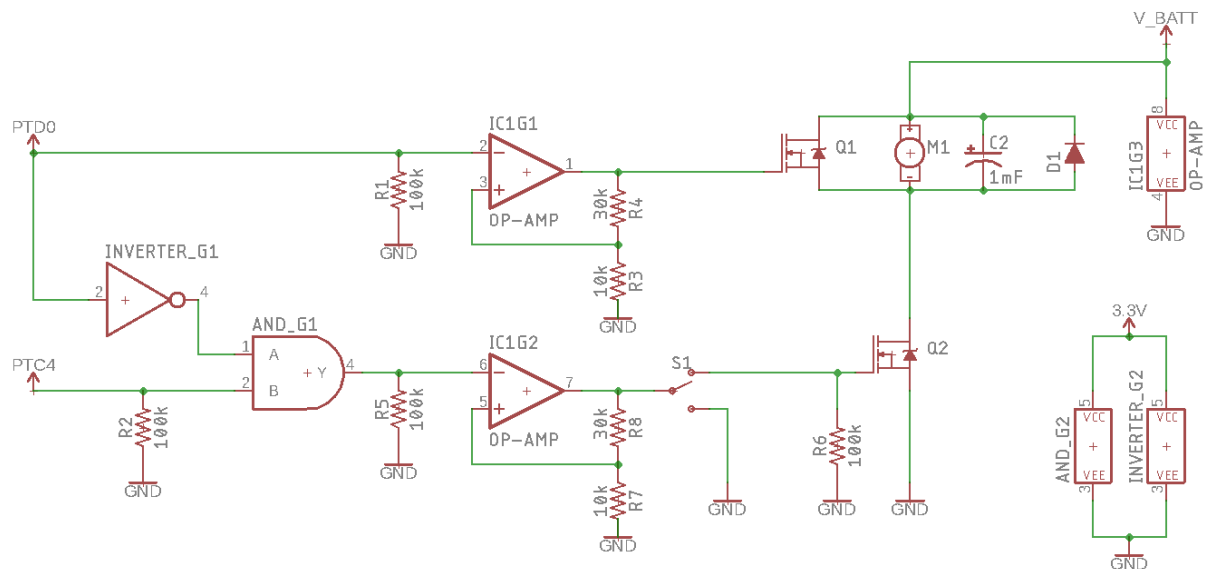 V_BATT
PTD0
IC1G1
2
1
3
OP-AMP
R1
100k
GND
30k
R4
10k
R3
GND
Q1
M1
+
-
C2
1mF
D1
8
VCC
VEE
4
IC1G3
OP-AMP
GND
INVERTER_G1
2
4
AND_G1
1
A
Y
4
2
B
PTC4
R2
100k
GND
R5
100k
GND
IC1G2
6
7
5
OP-AMP
30k
R8
10k
R7
GND
S1
GND
R6
100k
GND
Q2
GND
3.3V
5
VCC
VEE
3
AND_G2
5
VCC
VEE
3
INVERTER_G2
GND